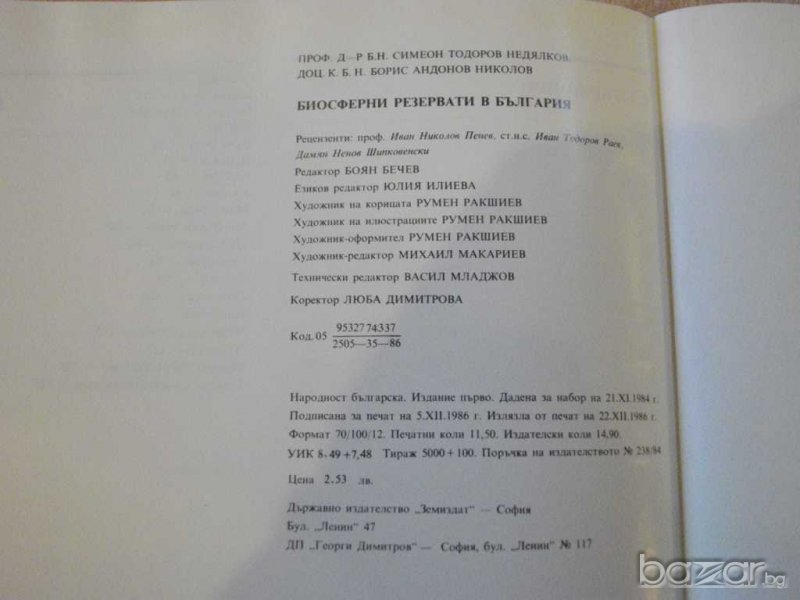 ПРОФ. Д—Р Б.Н. СИМЕОН ТОДОРОВ НЕДЯЛКОВ
ДОЦ. К. Б. Н. БОРИС АНДОНОВ НИКОЛОВ
БИОСФЕРНИ РЕЗЕРВАТИ В БЪЛГАРИЯ
Рецензенти: проф. Иван Николов Пенев, ст.н.с. Иван Тодоров Раев,
Дамян Ненов Шипковенски
Редактор БОЯН БЕЧЕВ
Езиков редактор ЮЛИЯ ИЛИЕВА
Художник на корицата РУМЕН РАКШИЕВ
Художник на илюстрациите РУМЕН РАКШИЕВ
Художник-оформител РУМЕН РАКШИЕВ
Художник-редактор МИХАИЛ МАКАРИЕВ
Технически редактор ВАСИЛ МЛАДЖОВ
Коректор ЛЮБА ДИМИТРОВА
Код. 05 9532774337
2505—35—86
Народност българска. Издание първо. Дадена за набор на 21.XI.1984 г.
Подписана за печат на 5.XII.1986 г. Излязла от печат на 22.XII.1986 г.
Формат 70/100/12. Печатни коли 11,50. Издателски коли 14,90.
УИК 8,49 +7,48 Тираж 5000 + 100. Поръчка на издателството № 238/84
Цена 2.53 лв.
Държавно издателство „Земиздат” — София
Бул. „Ленин” 47
ДП „Георги Димитров” — София, бул. „Ленин” № 117
bazar.bg